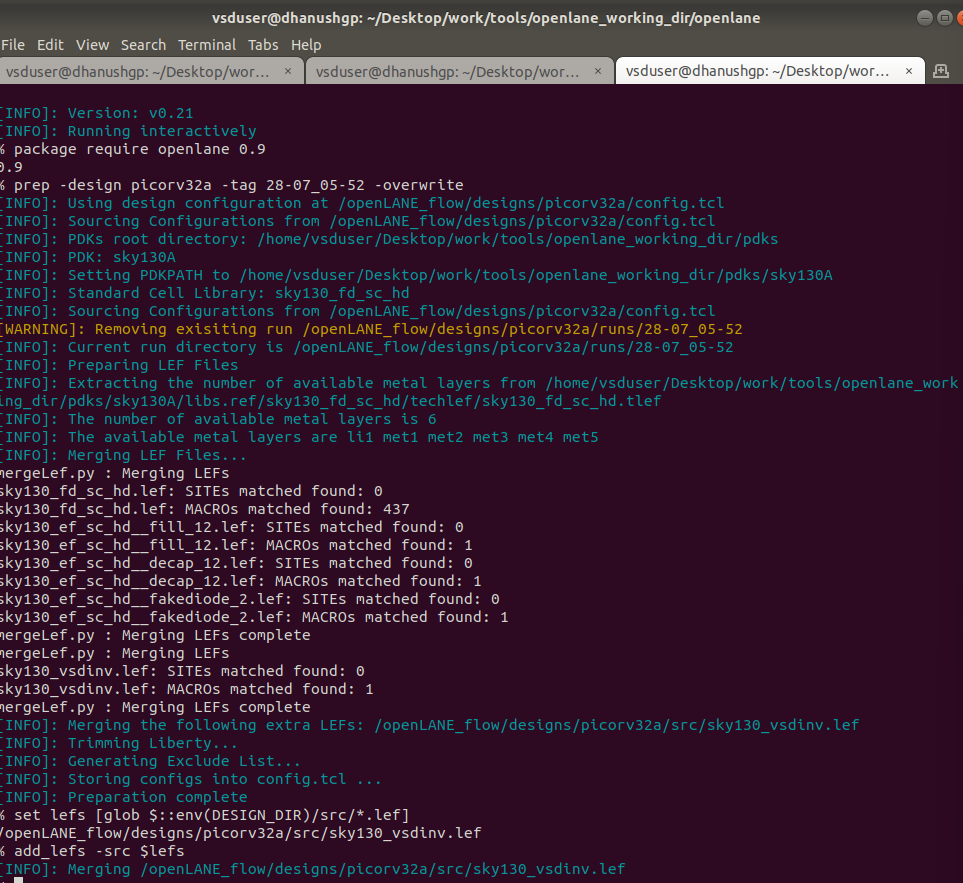 vsduser@dhanushgp: ~/Desktop/work/tools/openlane_working_dir/openlane
File Edit View Search Terminal Tabs Help
vsduser@dhanushgp: ~/Desktop/wor... × vsduser@dhanushgp: ~/Desktop/wor... × vsduser@dhanushgp: ~/Desktop/wor... ×
[INFO]: Version: v0.21
[INFO]: Running interactively
% package require openlane 0.9
0.9
% prep -design picorv32a -tag 28-07_05-52 -overwrite
[INFO]: Using design configuration at /openLANE_flow/designs/picorv32a/config.tcl
[INFO]: Sourcing Configurations from /openLANE_flow/designs/picorv32a/config.tcl
[INFO]: PDKs root directory: /home/vsduser/Desktop/work/tools/openlane_working_dir/pdks
[INFO]: PDK: sky130A
[INFO]: Setting PDKPATH to /home/vsduser/Desktop/work/tools/openlane_working_dir/pdks/sky130A
[INFO]: Standard Cell Library: sky130_fd_sc_hd
[INFO]: Sourcing Configurations from /openLANE_flow/designs/picorv32a/config.tcl
[WARNING]: Removing exisiting run /openLANE_flow/designs/picorv32a/runs/28-07_05-52
[INFO]: Current run directory is /openLANE_flow/designs/picorv32a/runs/28-07_05-52
[INFO]: Preparing LEF Files
[INFO]: Extracting the number of available metal layers from /home/vsduser/Desktop/work/tools/openlane_work
ing_dir/pdks/sky130A/libs.ref/sky130_fd_sc_hd/techlef/sky130_fd_sc_hd.tlef
[INFO]: The number of available metal layers is 6
[INFO]: The available metal layers are li1 met1 met2 met3 met4 met5
[INFO]: Merging LEF Files...
mergeLef.py : Merging LEFs
sky130_fd_sc_hd.lef: SITEs matched found: 0
sky130_fd_sc_hd.lef: MACROs matched found: 437
sky130_ef_sc_hd__fill_12.lef: SITEs matched found: 0
sky130_ef_sc_hd__fill_12.lef: MACROs matched found: 1
sky130_ef_sc_hd__decap_12.lef: SITEs matched found: 0
sky130_ef_sc_hd__decap_12.lef: MACROs matched found: 1
sky130_ef_sc_hd__fakediode_2.lef: SITEs matched found: 0
sky130_ef_sc_hd__fakediode_2.lef: MACROs matched found: 1
mergeLef.py : Merging LEFs complete
mergeLef.py : Merging LEFs
sky130_vsdinv.lef: SITEs matched found: 0
sky130_vsdinv.lef: MACROs matched found: 1
mergeLef.py : Merging LEFs complete
[INFO]: Merging the following extra LEFs: /openLANE_flow/designs/picorv32a/src/sky130_vsdinv.lef
[INFO]: Trimming Liberty...
[INFO]: Generating Exclude List...
[INFO]: Storing configs into config.tcl ...
[INFO]: Preparation complete
% set lefs [glob $::env(DESIGN_DIR)/src/*.lef]
/openLANE_flow/designs/picorv32a/src/sky130_vsdinv.lef
% add_lefs -src $lefs
[INFO]: Merging /openLANE_flow/designs/picorv32a/src/sky130_vsdinv.lef